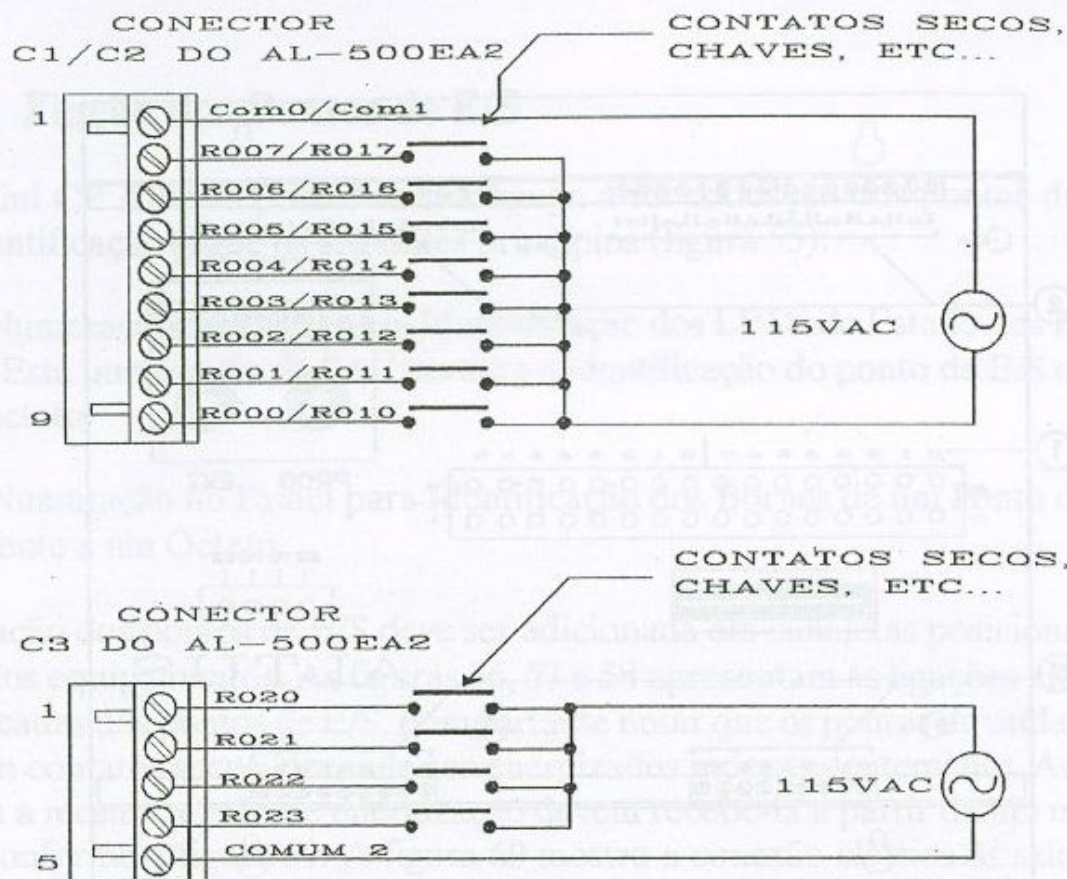 CONECTOR
C1/C2 DO AL-500EA2
CONTATOS SECOS,
CHAVES, ETC...
1
Com0/Com1
R007/R017
R006/R016
R005/R015
R004/R014
R003/R013
R002/R012
R001/R011
9
R000/R010
115VAC
CONTATOS SECOS,
CHAVES, ETC...
CONECTOR
C3 DO AL-500EA2
1
R020
R021
R022
R023
5
COMUM 2
115VAC